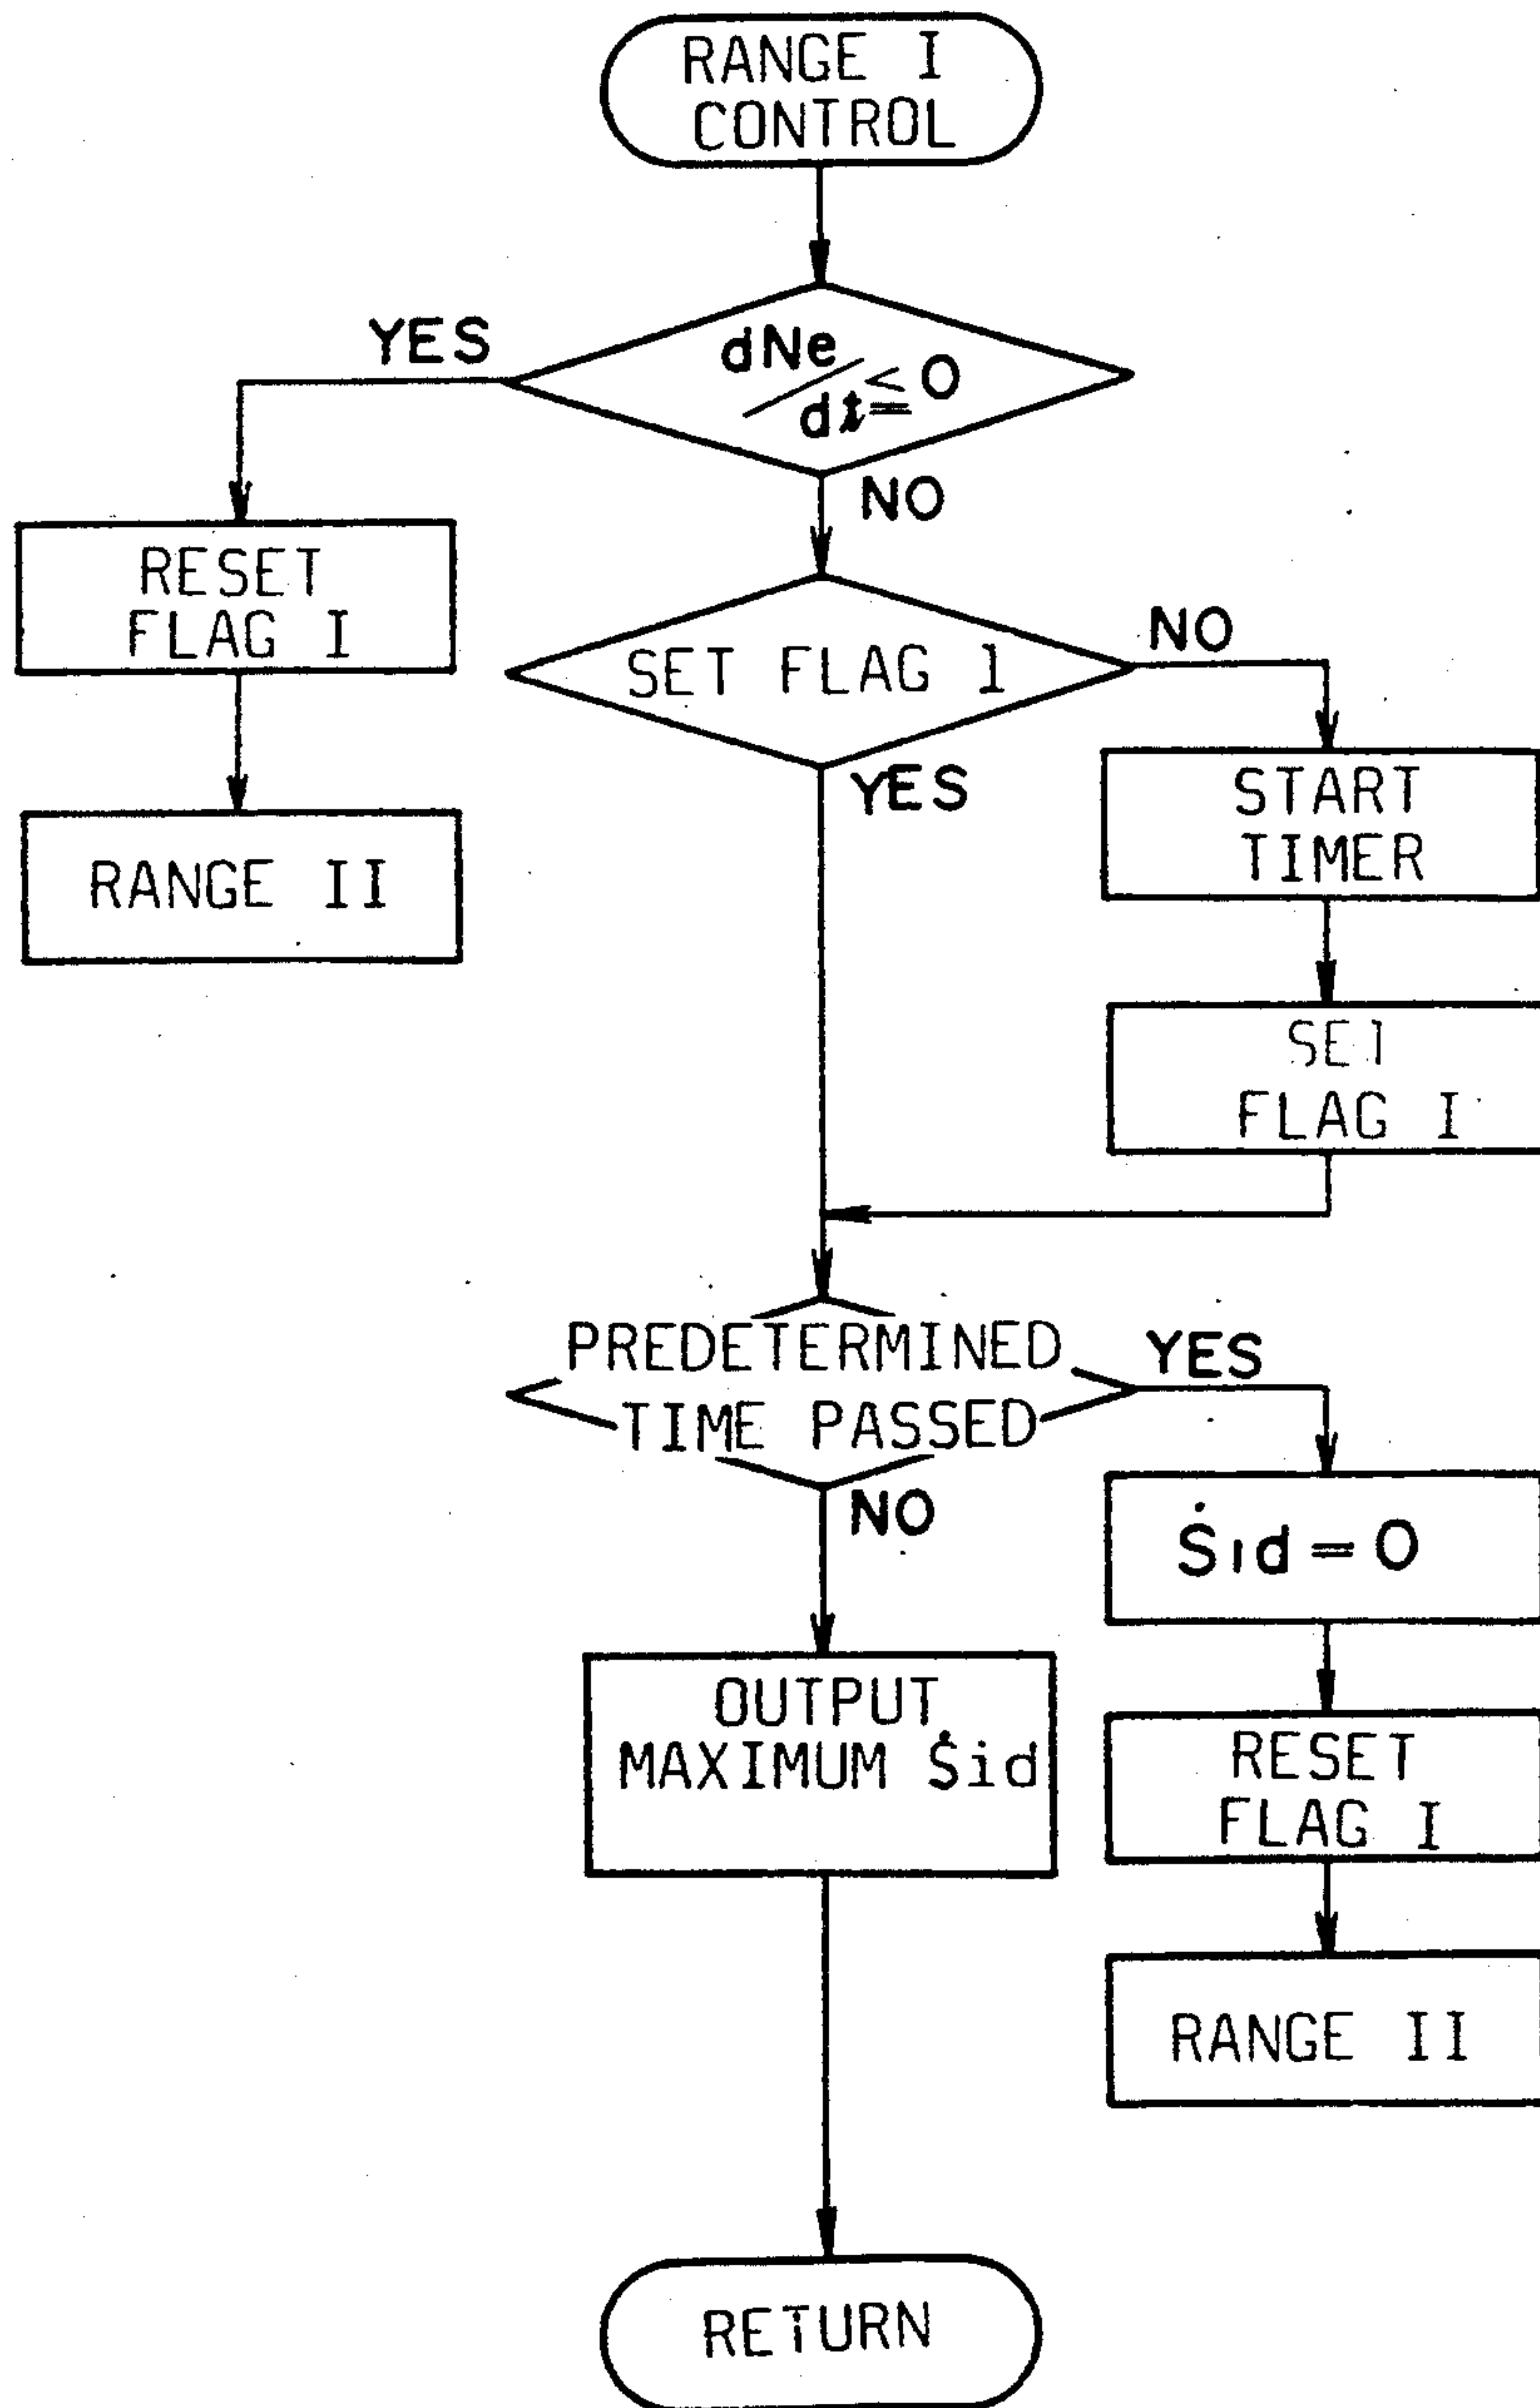 RANGE I
CONTROL
YES
dNe/dt ≦ 0
NO
RESET
FLAG I
SET FLAG 1
NO
YES
START
TIMER
RANGE II
SET
FLAG I
PREDETERMINED
TIME PASSED
YES
NO
Ṡid = 0
OUTPUT
MAXIMUM Ṡid
RESET
FLAG I
RANGE II
RETURN